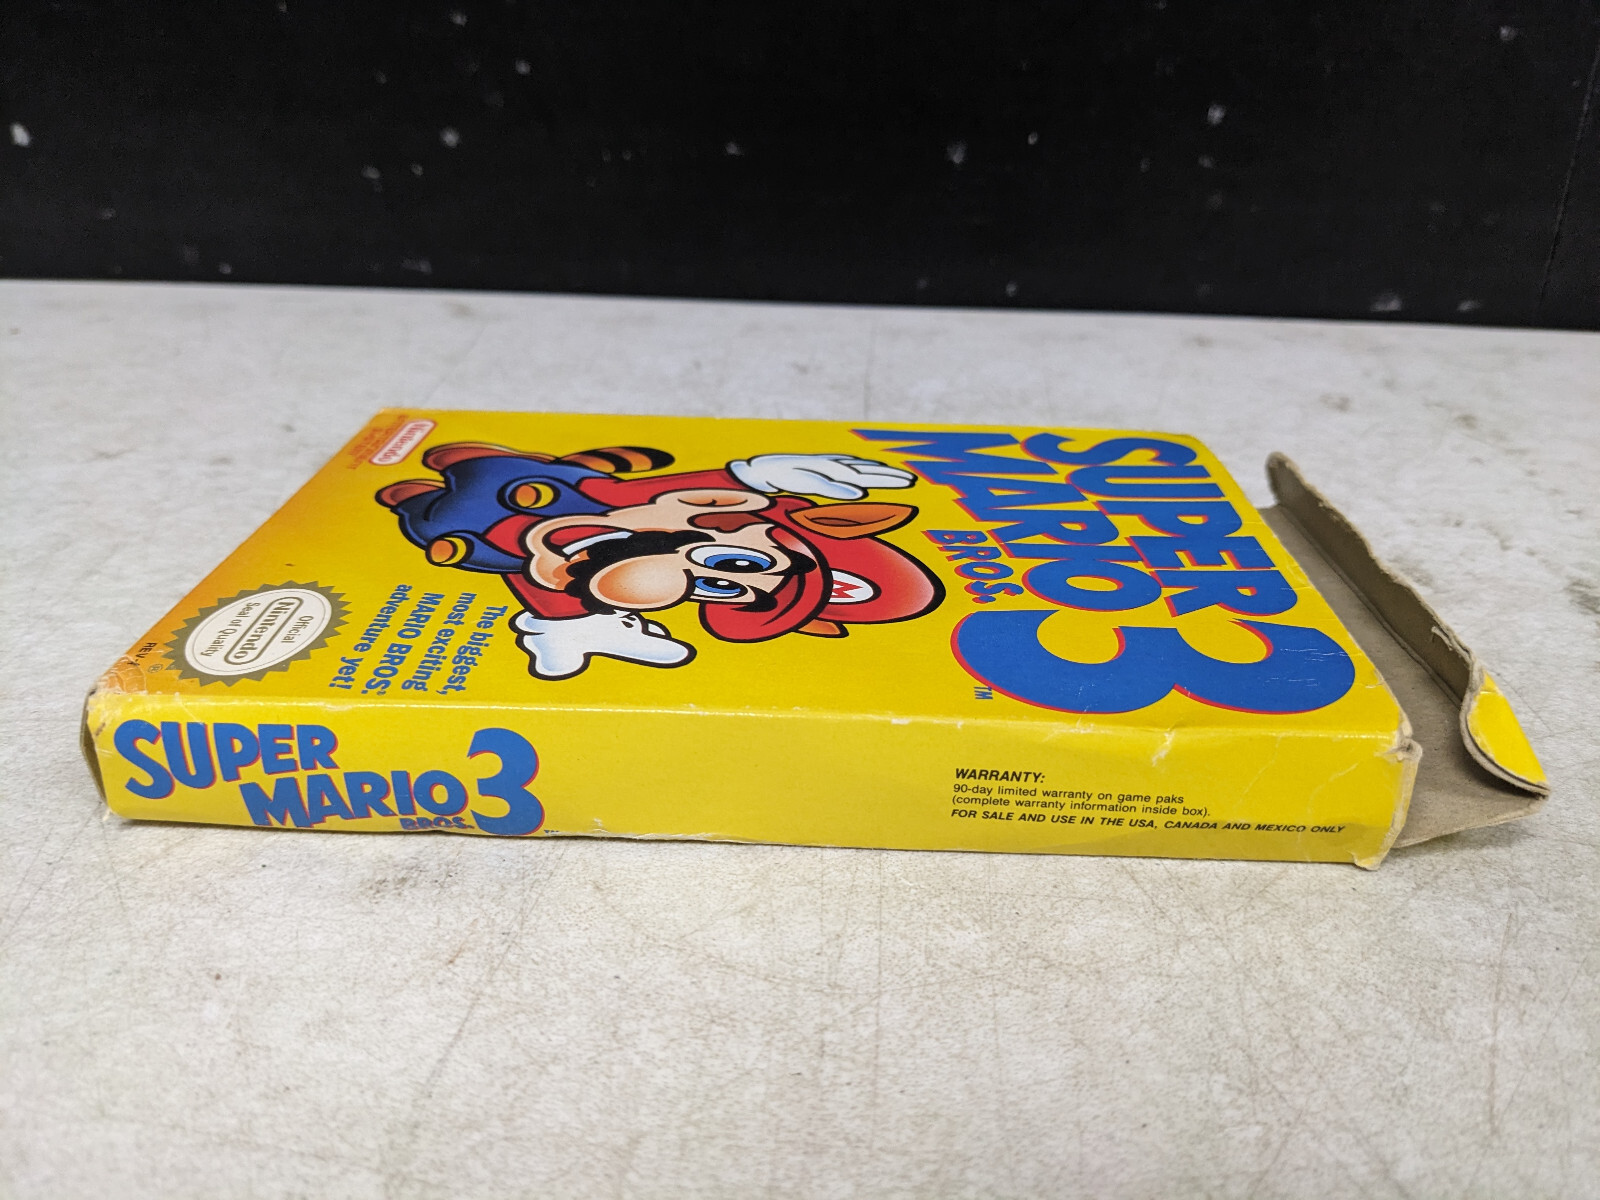 SUPER
MARIO
BROS.
3
TM
M
The biggest,
most exciting
MARIO BROS.®
adventure yet!
Nintendo
Official
Nintendo
Seal of Quality
®
REV-A
SUPER
MARIO
BROS.
3
TM
WARRANTY:
90-day limited warranty on game paks
(complete warranty information inside box).
FOR SALE AND USE IN THE USA, CANADA AND MEXICO ONLY